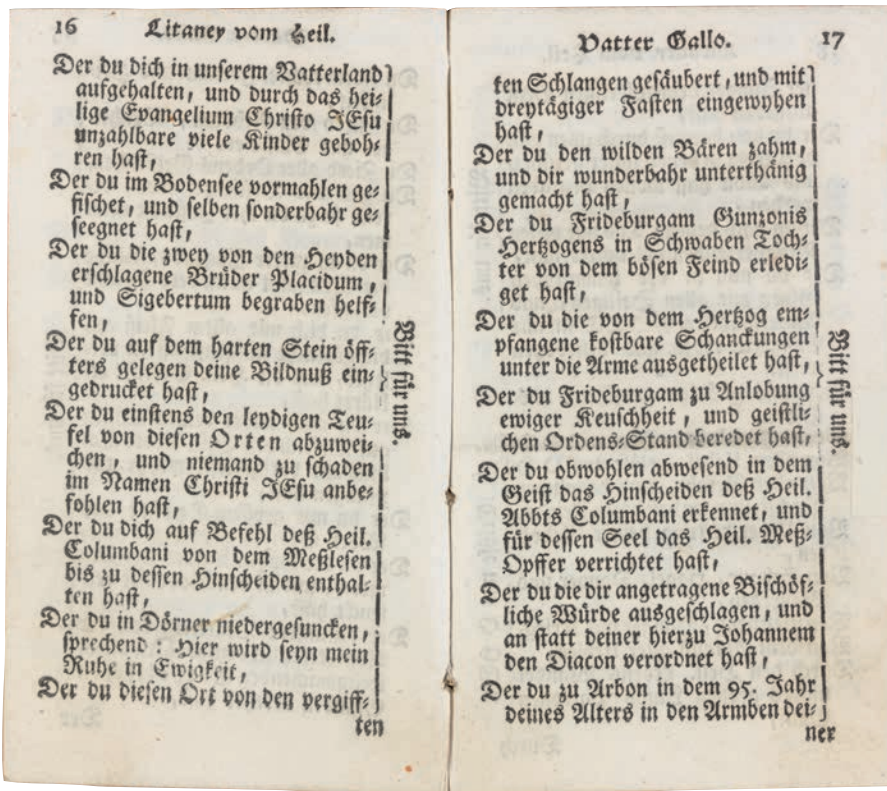 16 Litaney vom Heil.
Der du dich in unserem Vatterland
aufgehalten, und durch das hei-
lige Evangelium Christo JEsu
unzahlbare viele Kinder geboh-
ren hast,
Der du im Bodensee vormahlen ge-
fischet, und selben sonderbahr ge-
seegnet hast,
Der du die zwey von den Heyden
erschlagene Brüder Placidum,
und Sigebertum begraben helf-
fen,
Der du auf dem harten Stein öff-
ters gelegen deine Bildnuß ein-
gedrucket hast,
Der du einstens den leydigen Teu-
fel von diesen Orten abzuwei-
chen, und niemand zu schaden
im Namen Christi JEsu anbe-
fohlen hast,
Der du dich auf Befehl deß Heil.
Columbani von dem Meßlesen
bis zu dessen Hinscheiden enthal-
ten hast,
Der du in Dörner niedergesuncken,
sprechend: Hier wird seyn mein
Ruhe in Ewigkeit,
Der du diesen Ort von den vergiff-
ten
Bitt für uns.
Vatter Gallo. 17
ten Schlangen gesäubert, und mit
dreytägiger Fasten eingewyhen
hast,
Der du den wilden Bären zahm,
und dir wunderbahr unterthänig
gemacht hast,
Der du Frideburgam Gunzonis
Hertzogens in Schwaben Toch-
ter von dem bösen Feind erledi-
get hast,
Der du die von dem Hertzog em-
pfangene kostbare Schanckungen
unter die Arme ausgetheilet hast,
Der du Frideburgam zu Anlobung
ewiger Keuschheit, und geistli-
chen Ordens-Stand beredet hast,
Der du obwohlen abwesend in dem
Geist das Hinscheiden deß Heil.
Abbts Columbani erkennet, und
für dessen Seel das Heil. Meß-
Opffer verrichtet hast,
Der du die dir angetragene Bischöf-
liche Würde ausgeschlagen, und
an statt deiner hierzu Johannem
den Diacon verordnet hast,
Der du zu Arbon in dem 95. Jahr
deines Alters in den Armben dei-
ner
Bitt für uns.